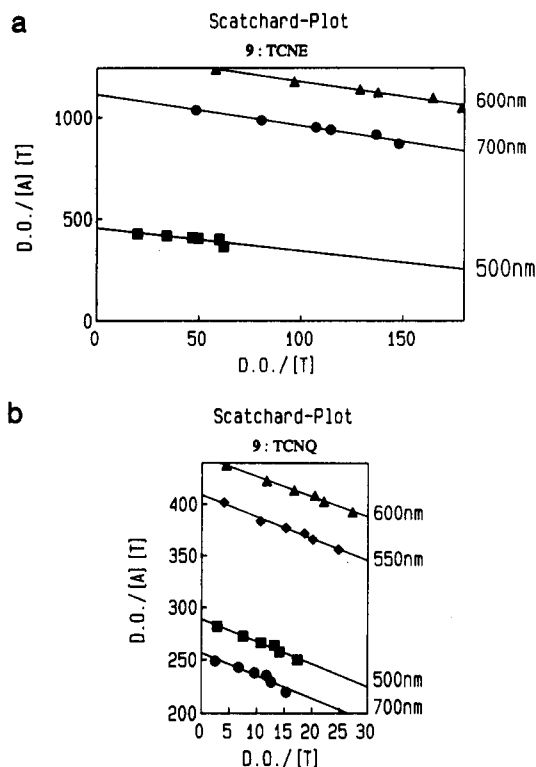 a
Scatchard-Plot
9 : TCNE
D.O./[A][T]
1000
500
0
600nm
700nm
500nm
0 50 100 150
D.O./[T]
b
Scatchard-Plot
9 : TCNQ
D.O./[A][T]
400
350
300
250
200
600nm
550nm
500nm
700nm
0 5 10 15 20 25 30
D.O./[T]